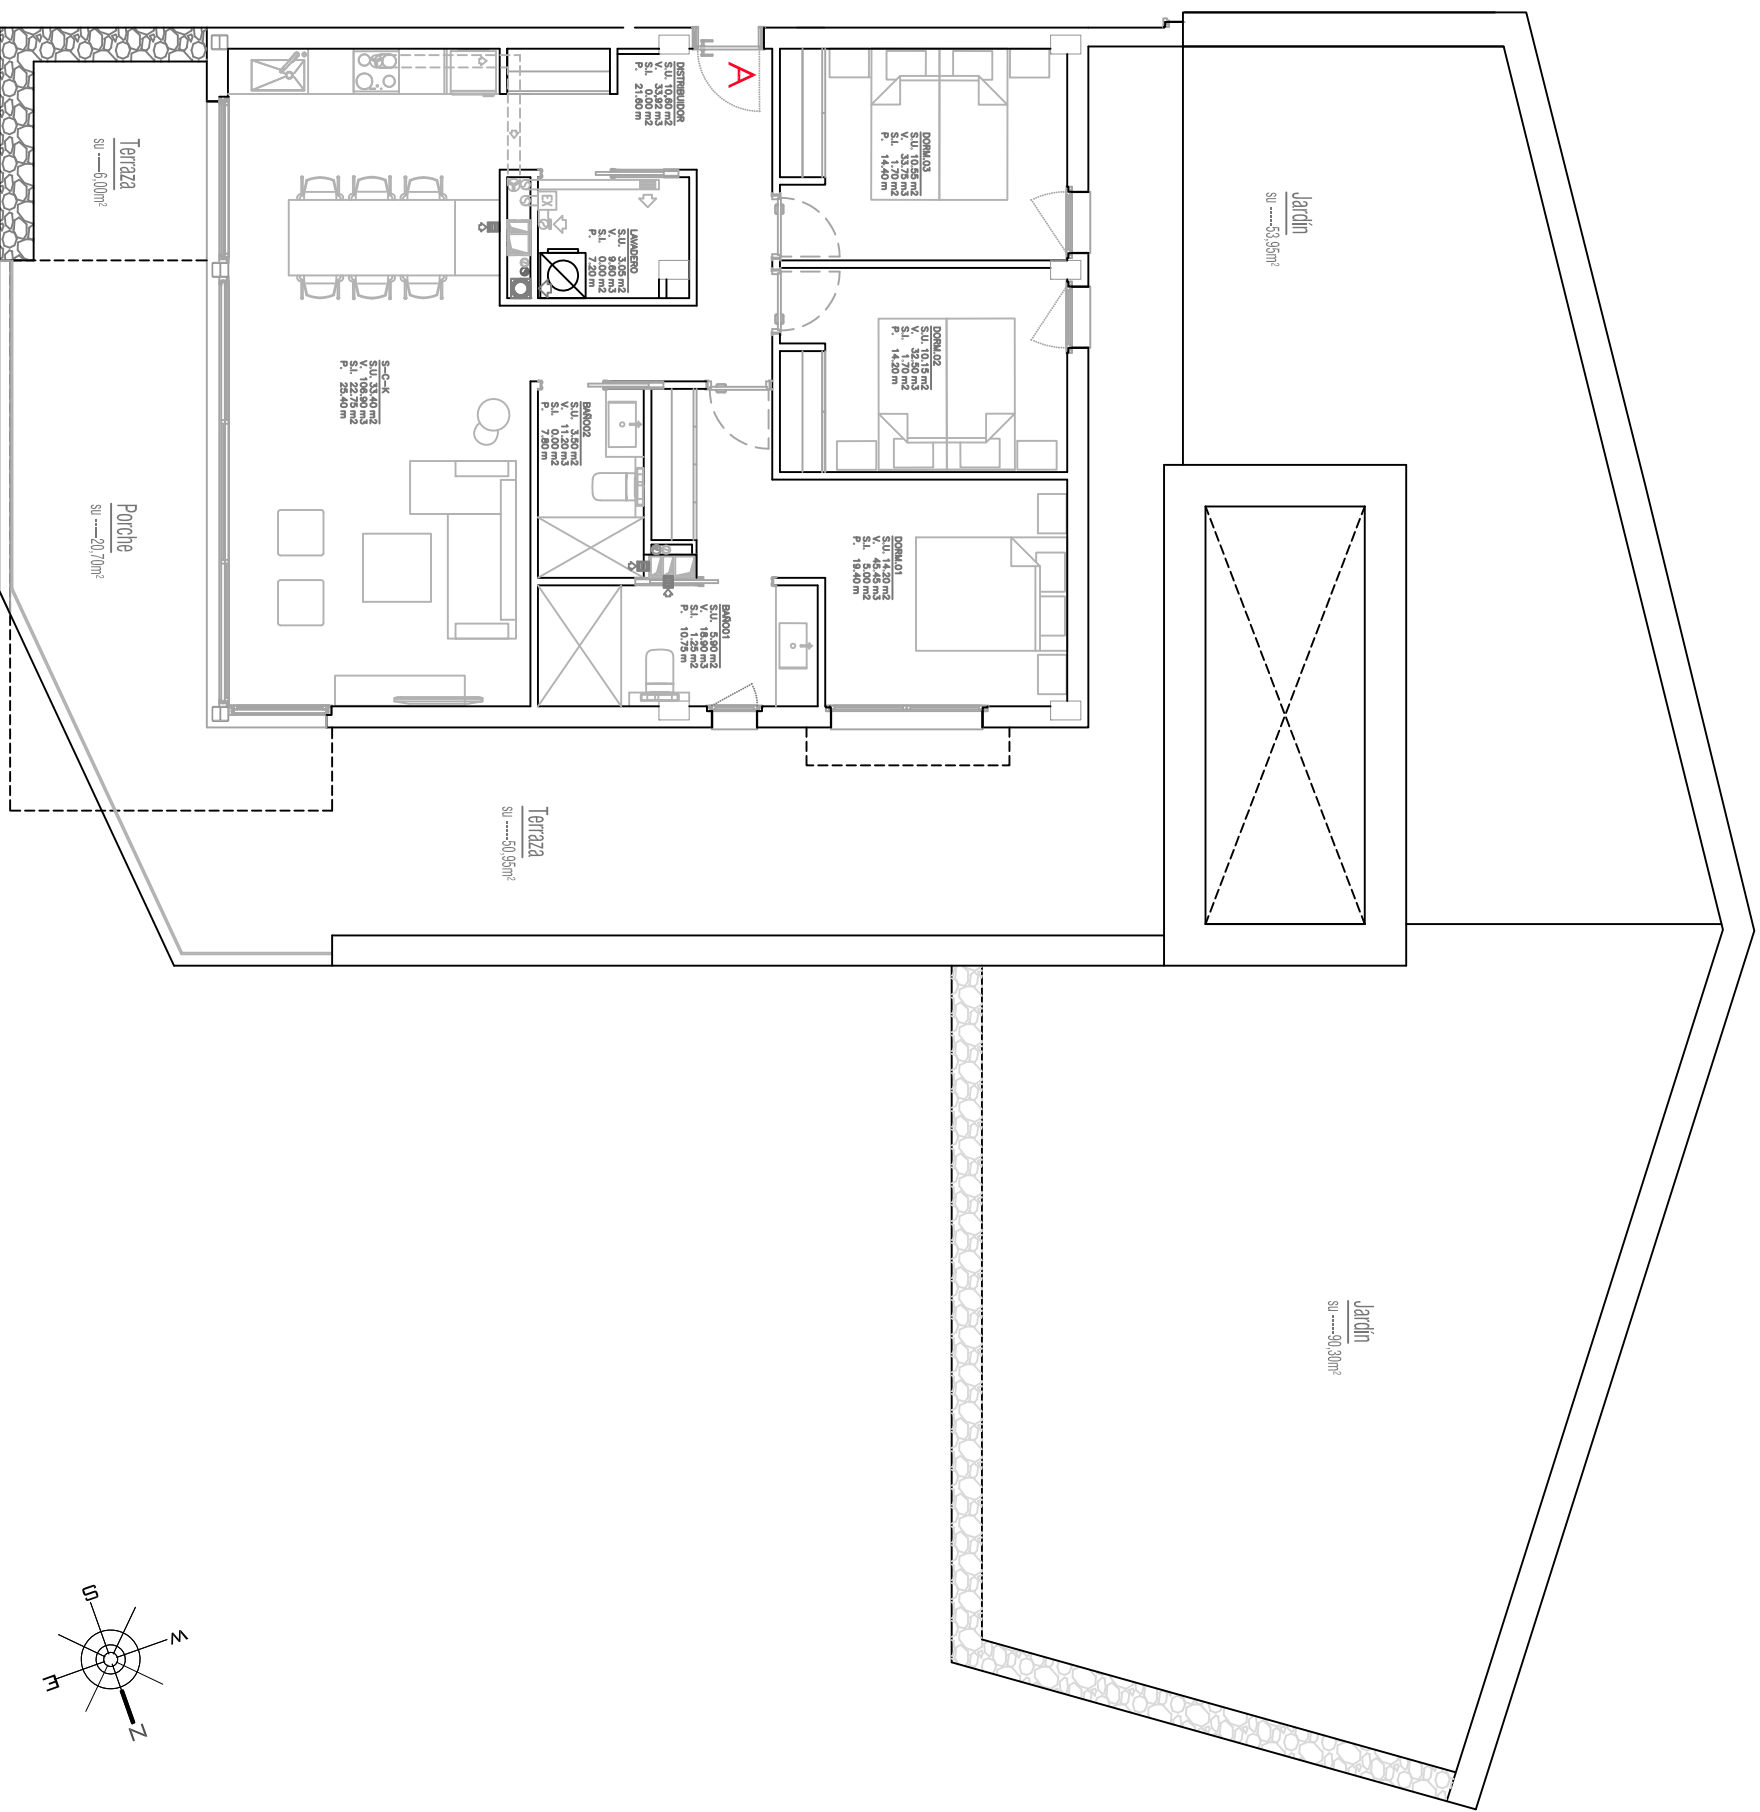 A
DISTRIBUIDOR
S.U. 10,60 m2
V. 33,92 m3
S.I. 0.00 m2
P. 21.60 m
DORM.03
S.U. 10.55 m2
V. 33.75 m3
S.I. 1.70 m2
P. 14.40 m
Jardín
su -----53,95m²
Terraza
su ----6,00m²
LAVADERO
S.U. 3.05 m2
V. 9.60 m3
S.I. 0.00 m2
P. 7.20 m
EX
DORM.02
S.U. 10.15 m2
V. 32.50 m3
S.I. 1.70 m2
P. 14.20 m
S-C-K
S.U. 33.40 m2
V. 106.90 m3
S.I. 22.75 m2
P. 25.40 m
BAÑO02
S.U. 3.50 m2
V. 11.20 m3
S.I. 0.00 m2
P. 7.80 m
Porche
su ----20,70m²
DORM.01
S.U. 14.20 m2
V. 45.45 m3
S.I. 5.00 m2
P. 19.40 m
BAÑO01
S.U. 5.90 m2
V. 18.90 m3
S.I. 1.25 m2
P. 10.75 m
Terraza
su -----50,95m²
Jardín
su -----90,30m²
S
W
E
N